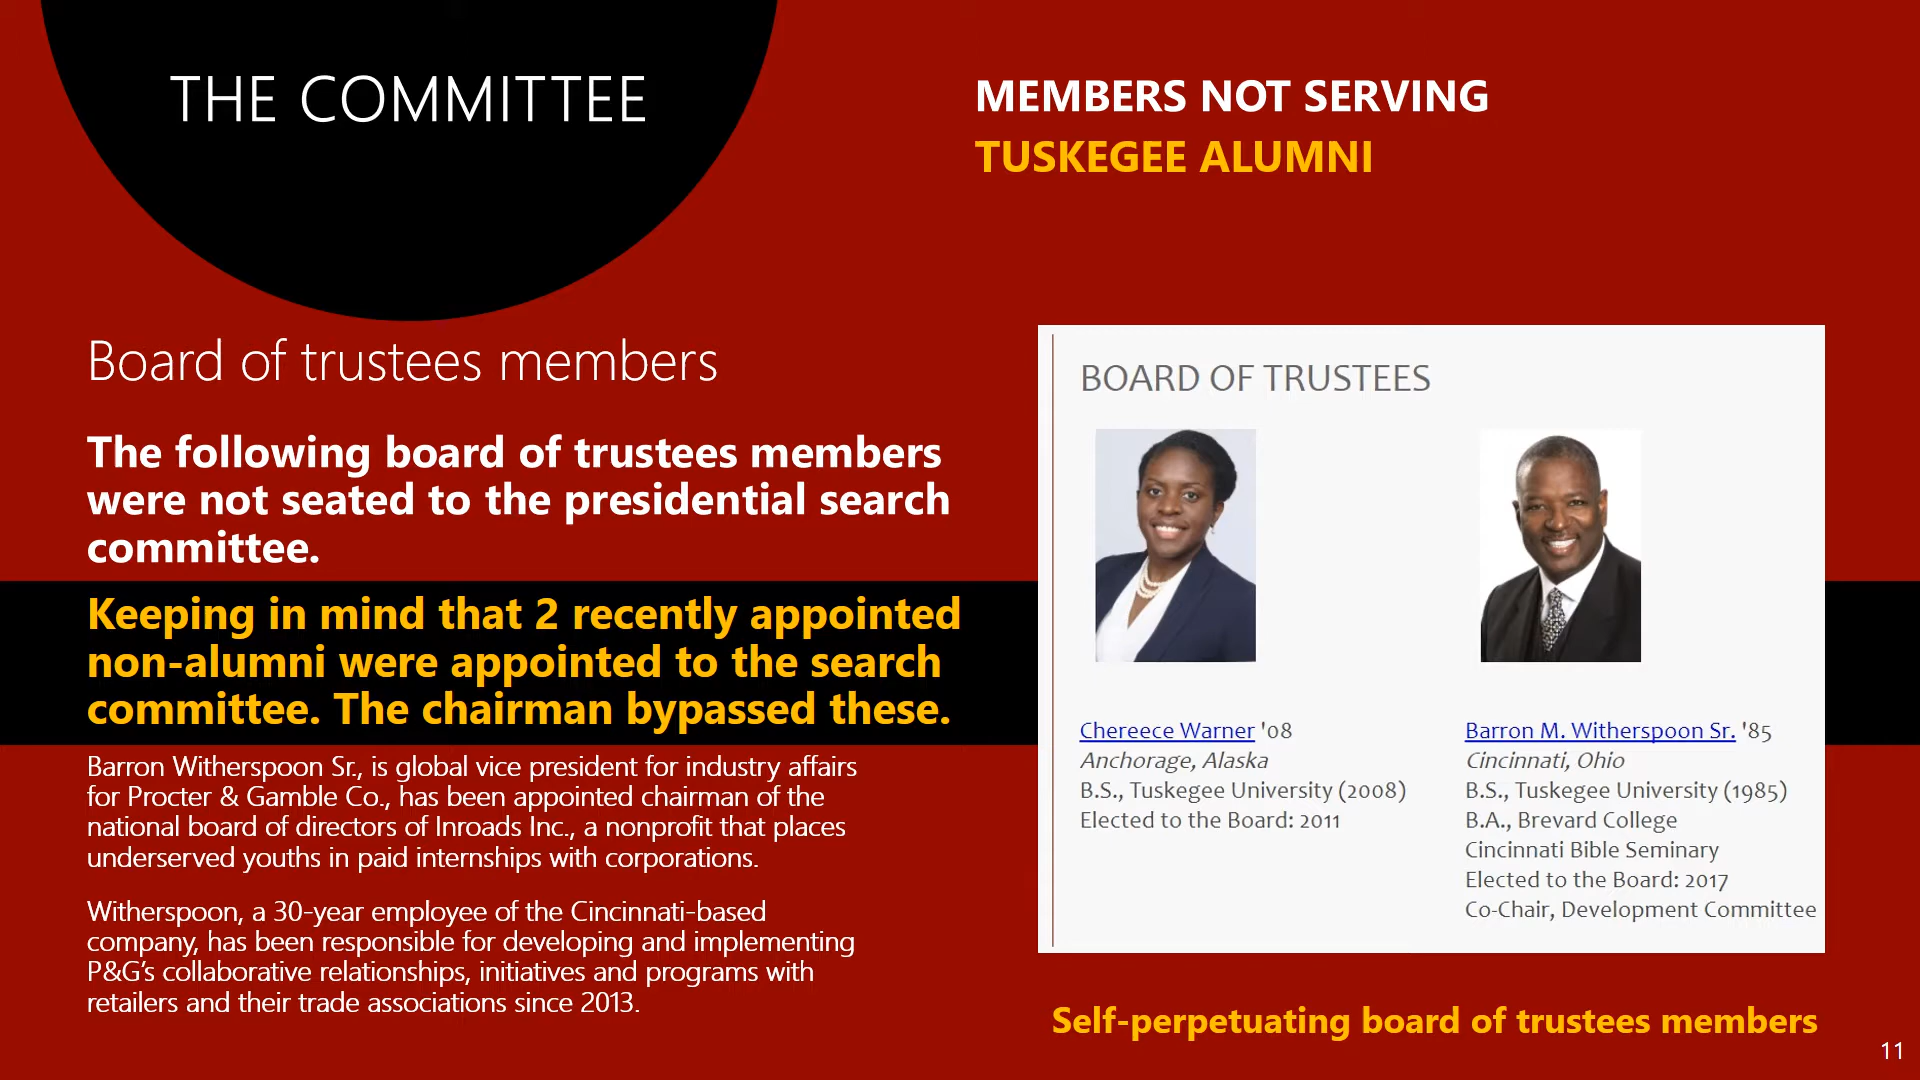 THE COMMITTEE
MEMBERS NOT SERVING
TUSKEGEE ALUMNI
Board of trustees members
The following board of trustees members
were not seated to the presidential search
committee.
Keeping in mind that 2 recently appointed
non-alumni were appointed to the search
committee. The chairman bypassed these.
Barron Witherspoon Sr., is global vice president for industry affairs
for Procter & Gamble Co., has been appointed chairman of the
national board of directors of Inroads Inc., a nonprofit that places
underserved youths in paid internships with corporations.
Witherspoon, a 30-year employee of the Cincinnati-based
company, has been responsible for developing and implementing
P&G’s collaborative relationships, initiatives and programs with
retailers and their trade associations since 2013.
BOARD OF TRUSTEES
Chereece Warner '08
Anchorage, Alaska
B.S., Tuskegee University (2008)
Elected to the Board: 2011
Barron M. Witherspoon Sr. '85
Cincinnati, Ohio
B.S., Tuskegee University (1985)
B.A., Brevard College
Cincinnati Bible Seminary
Elected to the Board: 2017
Co-Chair, Development Committee
Self-perpetuating board of trustees members
11